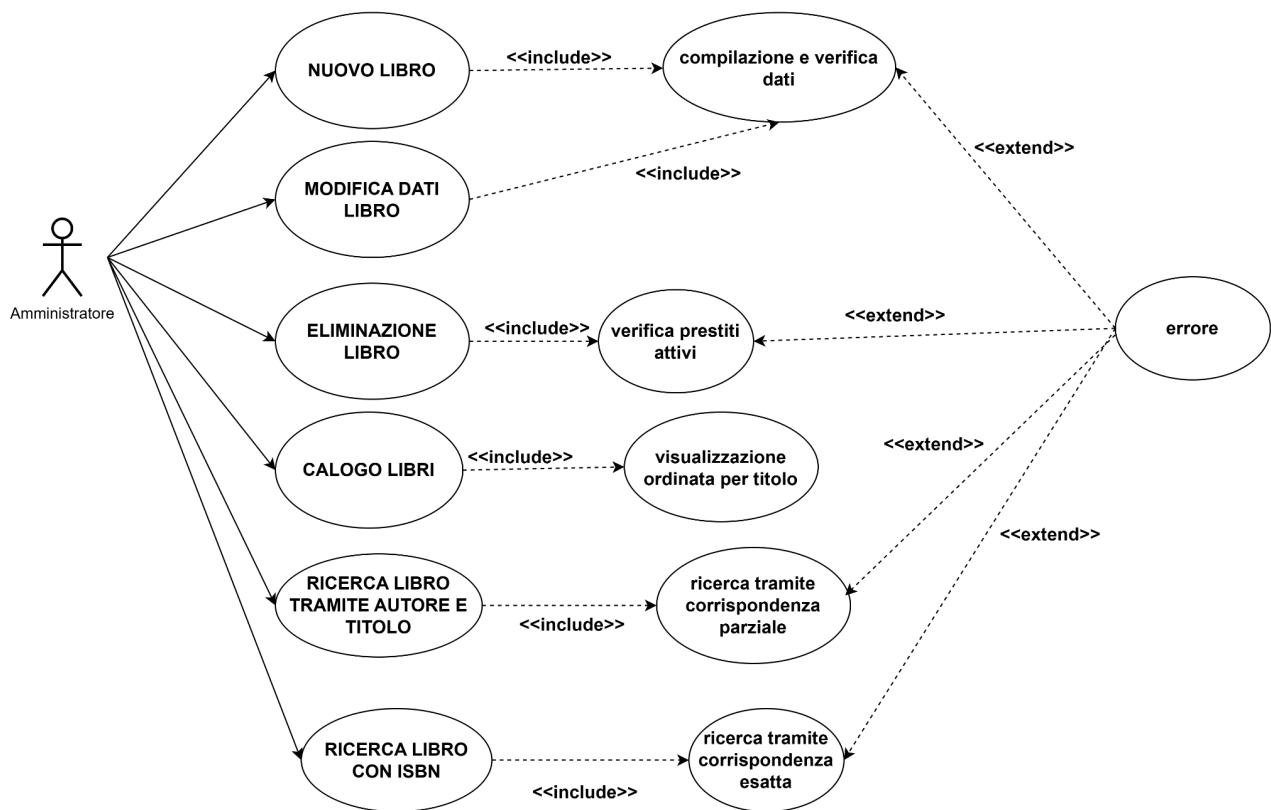 NUOVO LIBRO
<<include>>
compilazione e verifica
dati
<<extend>>
MODIFICA DATI
LIBRO
<<include>>
Amministratore
ELIMINAZIONE
LIBRO
<<include>>
verifica prestiti
attivi
<<extend>>
errore
CALOGO LIBRI
<<include>>
visualizzazione
ordinata per titolo
<<extend>>
<<extend>>
RICERCA LIBRO
TRAMITE AUTORE E
TITOLO
<<include>>
ricerca tramite
corrispondenza
parziale
RICERCA LIBRO
CON ISBN
<<include>>
ricerca tramite
corrispondenza
esatta